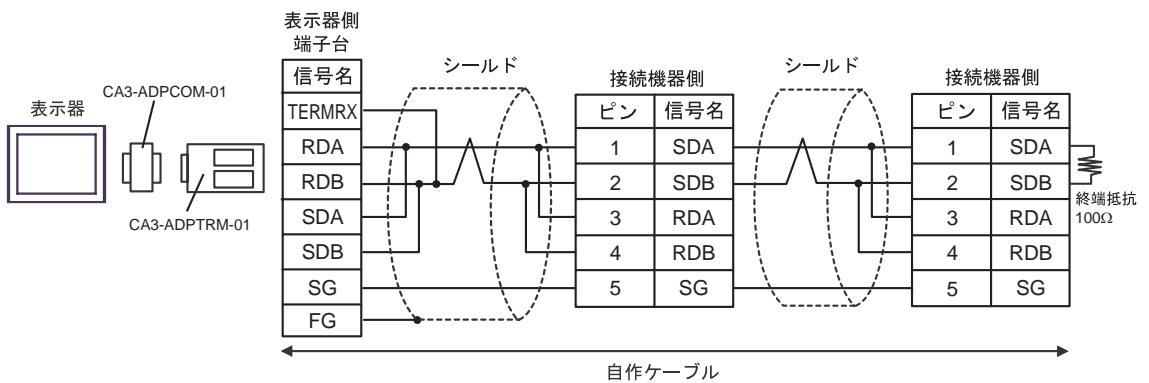 表示器
CA3-ADPCOM-01
CA3-ADPTRM-01
表示器側
端子台
信号名
TERMRX
RDA
RDB
SDA
SDB
SG
FG
シールド
接続機器側
ピン 信号名
1 SDA
2 SDB
3 RDA
4 RDB
5 SG
シールド
接続機器側
ピン 信号名
1 SDA
2 SDB
3 RDA
4 RDB
5 SG
終端抵抗
100Ω
自作ケーブル